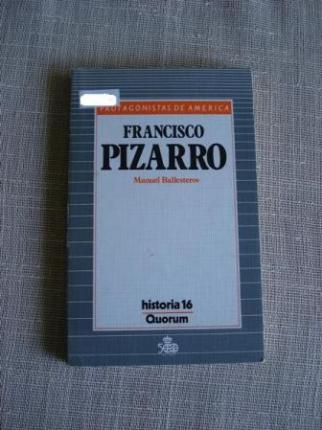 PROTAGONISTAS DE AMERICA
FRANCISCO
PIZARRO
Manuel Ballesteros
historia 16
Quorum